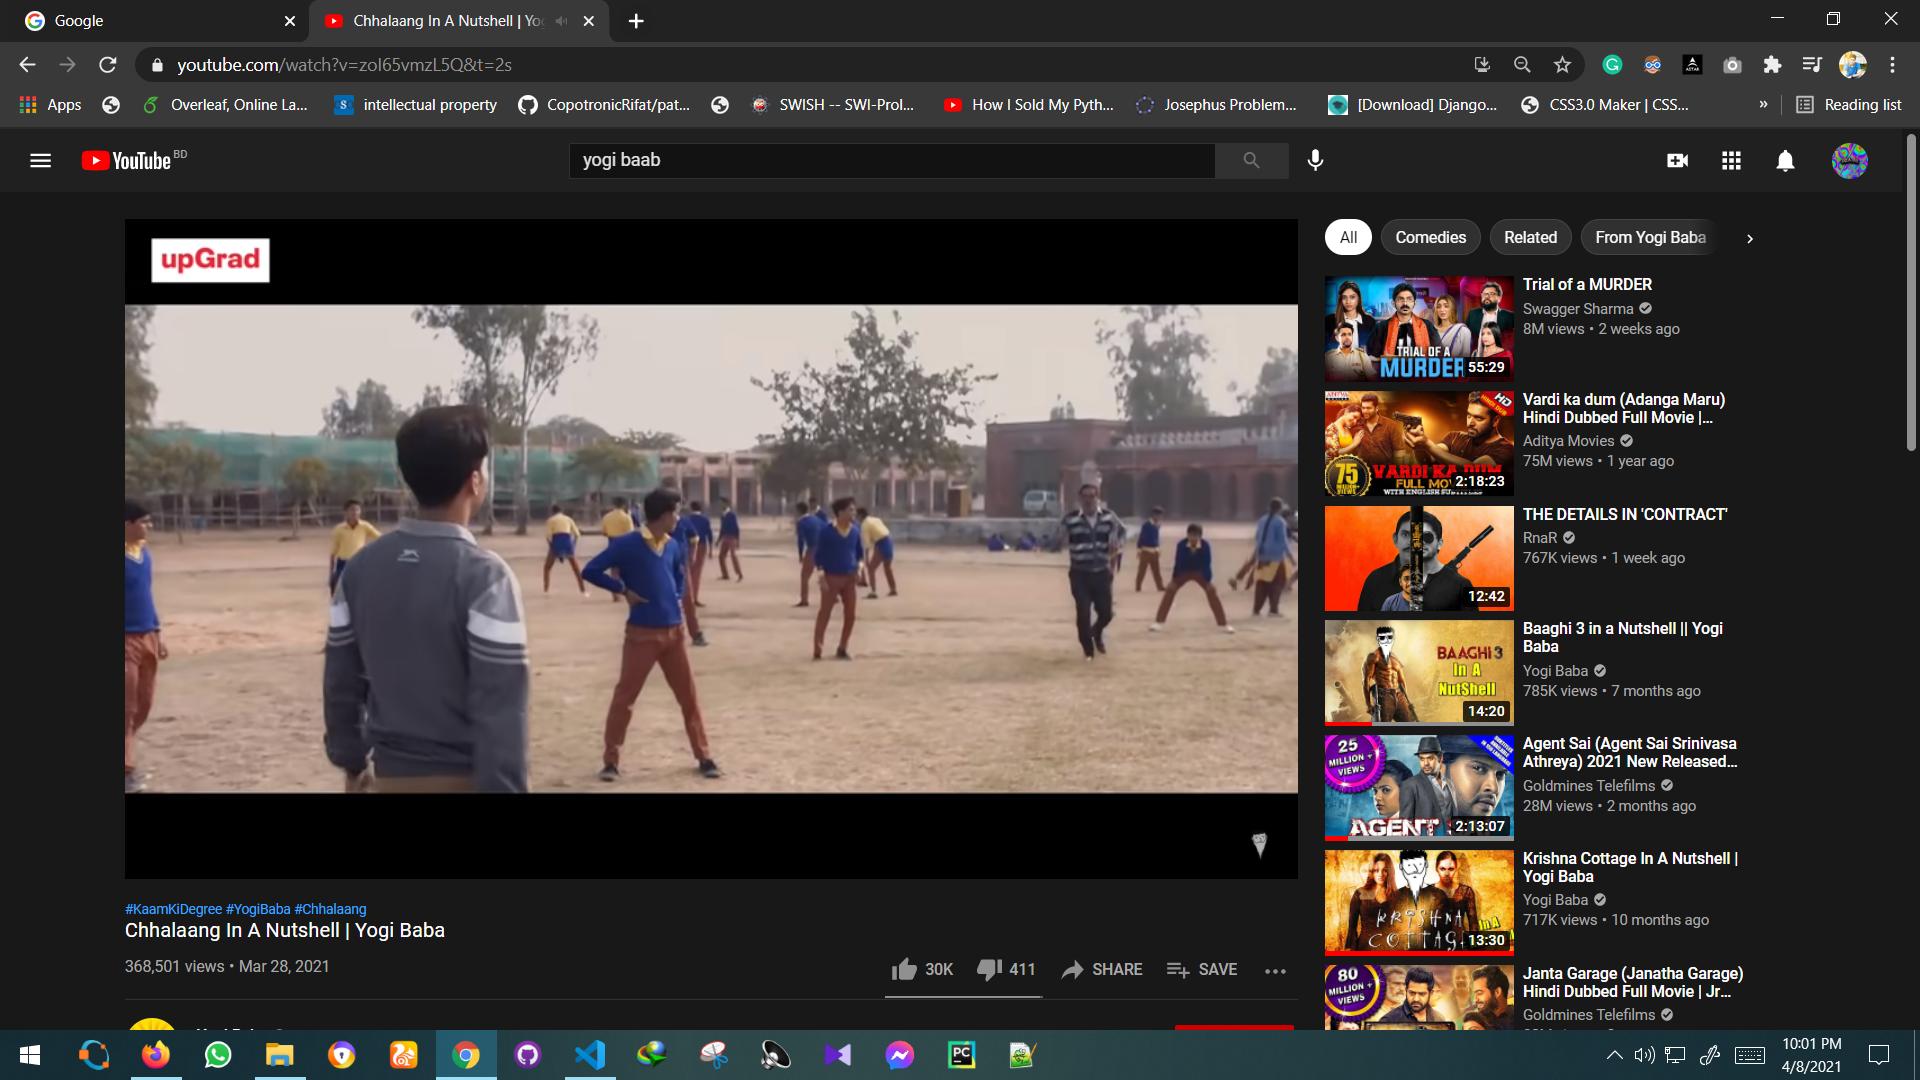 Google
Chhalaang In A Nutshell | Yo
youtube.com/watch?v=zoI65vmzL5Q&t=2s
Apps
Overleaf, Online La...
intellectual property
CopotronicRifat/pat...
SWISH -- SWI-Prol...
How I Sold My Pyth...
Josephus Problem...
[Download] Django...
CSS3.0 Maker | CSS...
»
Reading list
YouTube BD
yogi baab
upGrad
All
Comedies
Related
From Yogi Baba
TRIAL OF A
MURDER
55:29
Trial of a MURDER
Swagger Sharma
8M views • 2 weeks ago
HD
75
VARDI KA DUM
FULL MOV
WITH ENGLISH SU
2:18:23
Vardi ka dum (Adanga Maru)
Hindi Dubbed Full Movie |...
Aditya Movies
75M views • 1 year ago
12:42
THE DETAILS IN 'CONTRACT'
RnaR
767K views • 1 week ago
BAAGHI 3
In A
NutShell
14:20
Baaghi 3 in a Nutshell || Yogi
Baba
Yogi Baba
785K views • 7 months ago
25
MILLION +
VIEWS
AGENT
2:13:07
Agent Sai (Agent Sai Srinivasa
Athreya) 2021 New Released...
Goldmines Telefilms
28M views • 2 months ago
KRISHNA
COTTAG
In A
13:30
Krishna Cottage In A Nutshell |
Yogi Baba
Yogi Baba
717K views • 10 months ago
80
MILLION +
VIEWS
Janta Garage (Janatha Garage)
Hindi Dubbed Full Movie | Jr...
Goldmines Telefilms
#KaamKiDegree #YogiBaba #Chhalaang
Chhalaang In A Nutshell | Yogi Baba
368,501 views • Mar 28, 2021
30K
411
SHARE
SAVE
PC
10:01 PM
4/8/2021